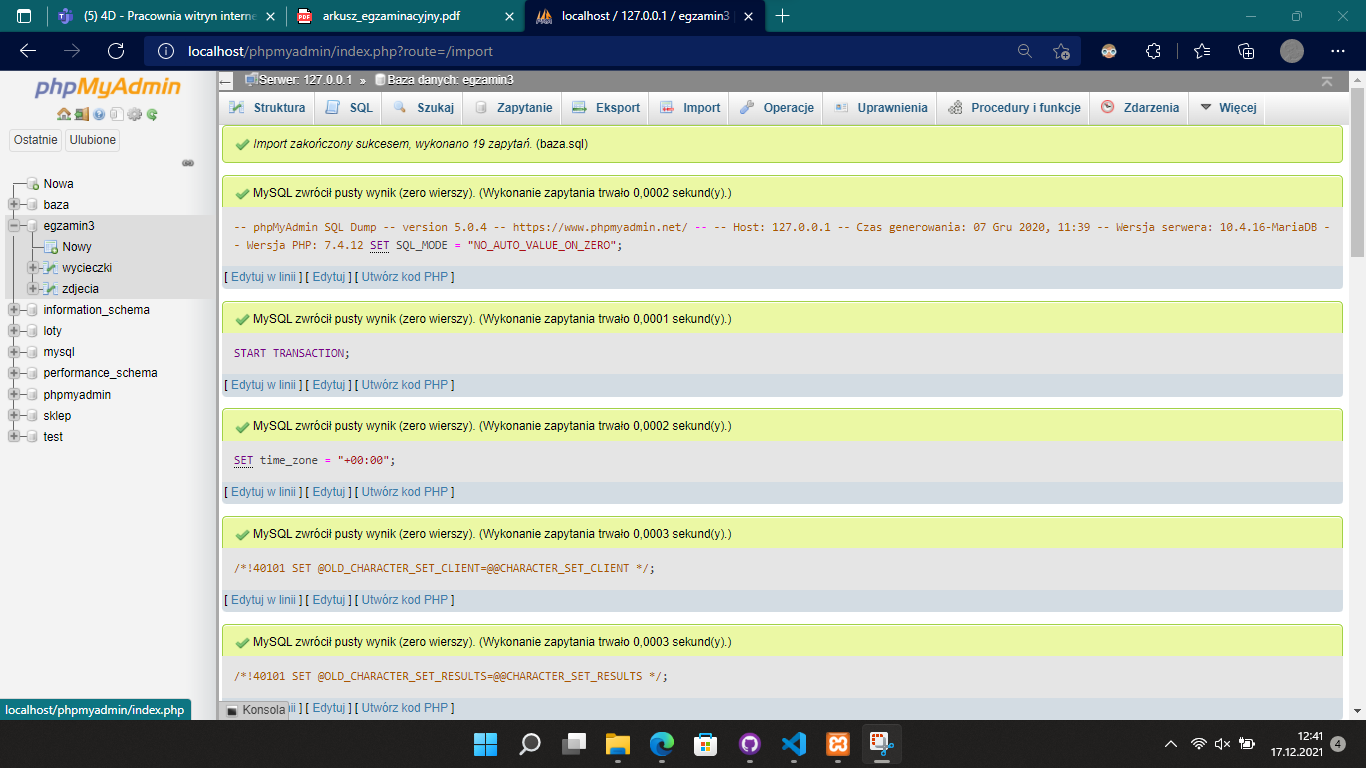 (5) 4D - Pracownia witryn interne
arkusz_egzaminacyjny.pdf
localhost / 127.0.0.1 / egzamin3
localhost/phpmyadmin/index.php?route=/import
phpMyAdmin
Ostatnie
Ulubione
Nowa
baza
egzamin3
Nowy
wycieczki
zdjecia
information_schema
loty
mysql
performance_schema
phpmyadmin
sklep
test
Serwer: 127.0.0.1 » Baza danych: egzamin3
Struktura SQL Szukaj Zapytanie Eksport Import Operacje Uprawnienia Procedury i funkcje Zdarzenia Więcej
Import zakończony sukcesem, wykonano 19 zapytań. (baza.sql)
MySQL zwrócił pusty wynik (zero wierszy). (Wykonanie zapytania trwało 0,0002 sekund(y).)
-- phpMyAdmin SQL Dump -- version 5.0.4 -- https://www.phpmyadmin.net/ -- -- Host: 127.0.0.1 -- Czas generowania: 07 Gru 2020, 11:39 -- Wersja serwera: 10.4.16-MariaDB -
- Wersja PHP: 7.4.12 SET SQL_MODE = "NO_AUTO_VALUE_ON_ZERO";
[ Edytuj w linii ] [ Edytuj ] [ Utwórz kod PHP ]
MySQL zwrócił pusty wynik (zero wierszy). (Wykonanie zapytania trwało 0,0001 sekund(y).)
START TRANSACTION;
[ Edytuj w linii ] [ Edytuj ] [ Utwórz kod PHP ]
MySQL zwrócił pusty wynik (zero wierszy). (Wykonanie zapytania trwało 0,0002 sekund(y).)
SET time_zone = "+00:00";
[ Edytuj w linii ] [ Edytuj ] [ Utwórz kod PHP ]
MySQL zwrócił pusty wynik (zero wierszy). (Wykonanie zapytania trwało 0,0003 sekund(y).)
/*!40101 SET @OLD_CHARACTER_SET_CLIENT=@@CHARACTER_SET_CLIENT */;
[ Edytuj w linii ] [ Edytuj ] [ Utwórz kod PHP ]
MySQL zwrócił pusty wynik (zero wierszy). (Wykonanie zapytania trwało 0,0003 sekund(y).)
/*!40101 SET @OLD_CHARACTER_SET_RESULTS=@@CHARACTER_SET_RESULTS */;
] [ Edytuj ] [ Utwórz kod PHP ]
Konsola
localhost/phpmyadmin/index.php
12:41
17.12.2021
4